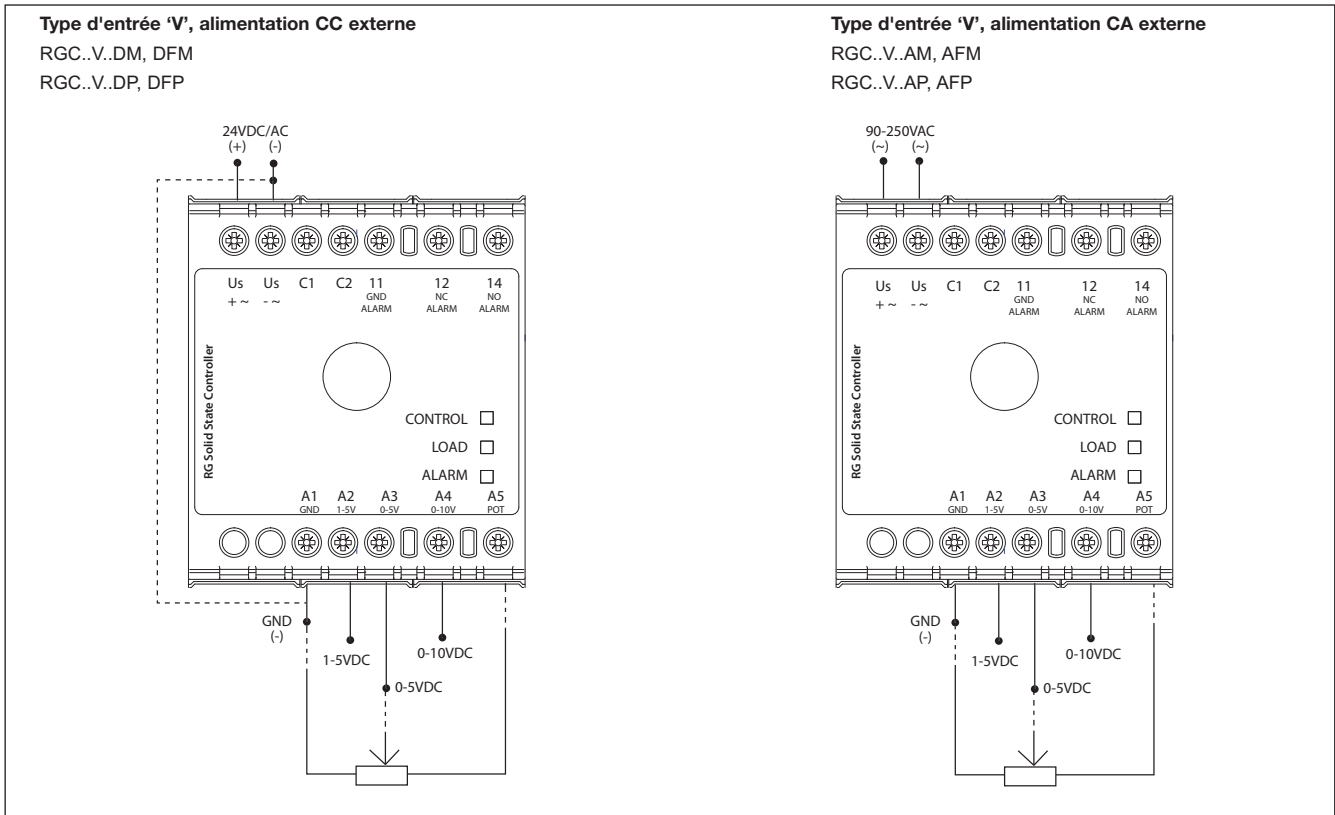 Type d'entrée ‘V’, alimentation CC externe
RGC..V..DM, DFM
RGC..V..DP, DFP
24VDC/AC
(+) (-)
Us Us C1 C2 11 12 14
+ ~ - ~ GND NC NO
ALARM ALARM ALARM
RG Solid State Controller
CONTROL
LOAD
ALARM
A1 A2 A3 A4 A5
GND 1-5V 0-5V 0-10V POT
GND
(-)
1-5VDC
0-10VDC
0-5VDC
Type d'entrée ‘V’, alimentation CA externe
RGC..V..AM, AFM
RGC..V..AP, AFP
90-250VAC
(~) (~)
Us Us C1 C2 11 12 14
+ ~ - ~ GND NC NO
ALARM ALARM ALARM
RG Solid State Controller
CONTROL
LOAD
ALARM
A1 A2 A3 A4 A5
GND 1-5V 0-5V 0-10V POT
GND
(-)
1-5VDC
0-10VDC
0-5VDC